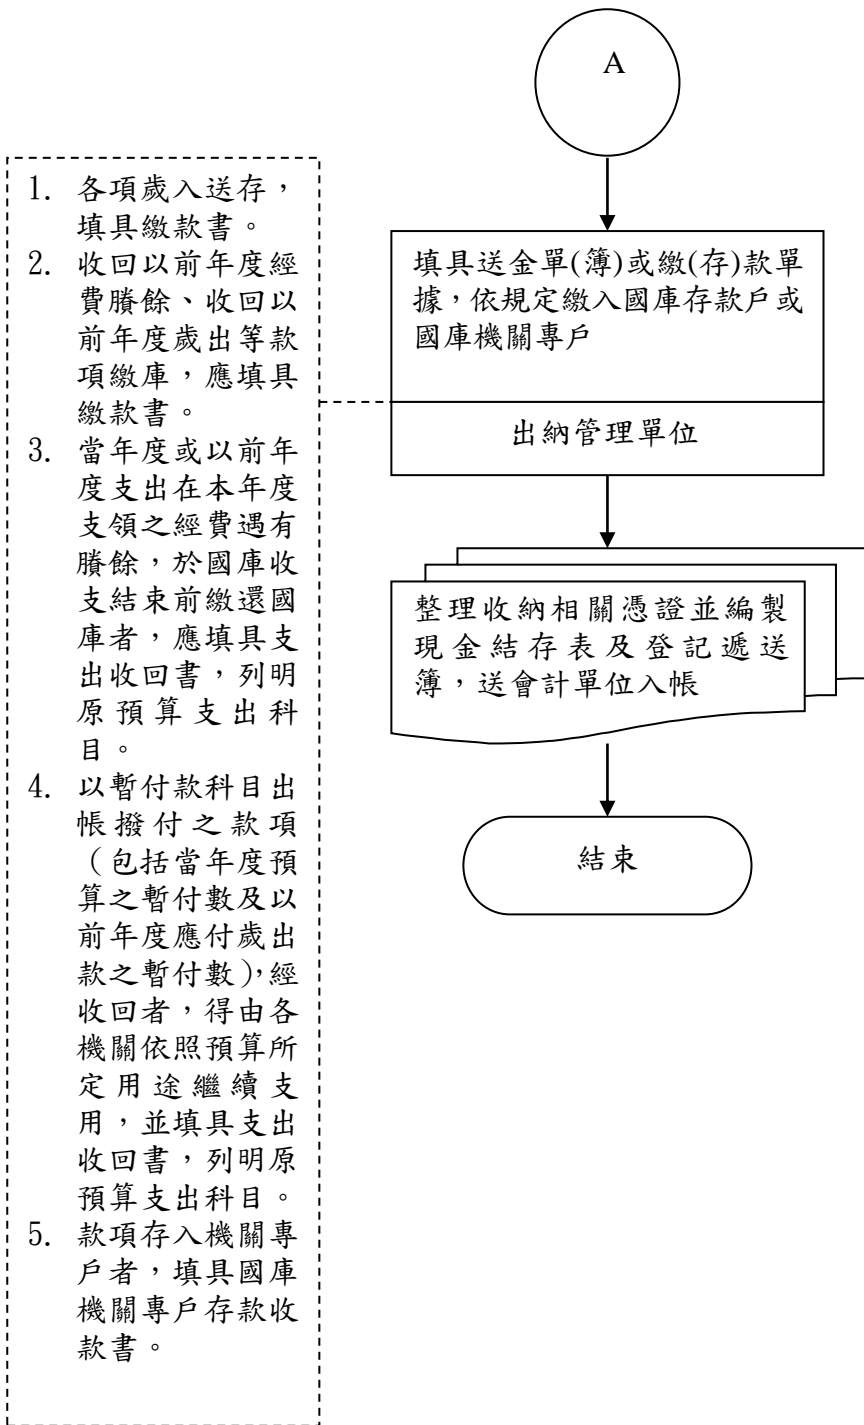 A
1. 各項歲入送存，
填具繳款書。
2. 收回以前年度經
費賸餘、收回以
前年度歲出等款
項繳庫，應填具
繳款書。
3. 當年度或以前年
度支出在本年度
支領之經費遇有
賸餘，於國庫收
支結束前繳還國
庫者，應填具支
出收回書，列明
原預算支出科
目。
4. 以暫付款科目出
帳撥付之款項
（包括當年度預
算之暫付數及以
前年度應付歲出
款之暫付數），經
收回者，得由各
機關依照預算所
定用途繼續支
用，並填具支出
收回書，列明原
預算支出科目。
5. 款項存入機關專
戶者，填具國庫
機關專戶存款收
款書。
填具送金單(簿)或繳(存)款單
據，依規定繳入國庫存款戶或
國庫機關專戶
出納管理單位
整理收納相關憑證並編製
現金結存表及登記遞送
簿，送會計單位入帳
結束